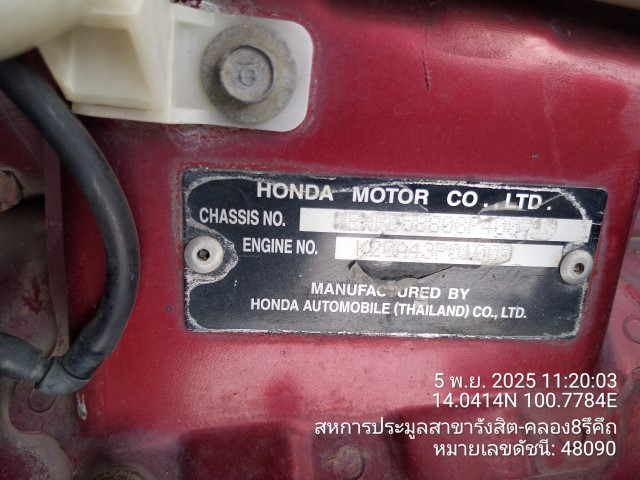 HONDA MOTOR CO., LTD.
CHASSIS NO.
ENGINE NO.
MANUFACTURED BY
HONDA AUTOMOBILE (THAILAND) CO., LTD.
5 พ.ย. 2025 11:20:03
14.0414N 100.7784E
สหการประมูลสาขารังสิต-คลอง8รึศึถ
หมายเลขดัชนี: 48090